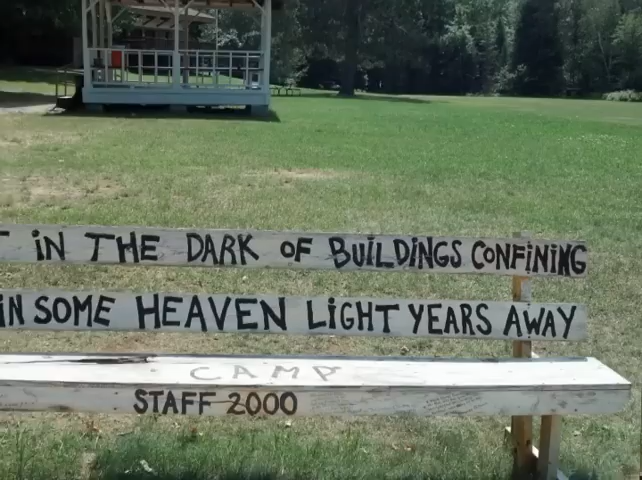 IN THE DARK OF BUILDINGS CONFINING
IN SOME HEAVEN LIGHT YEARS AWAY
CAMP
STAFF 2000